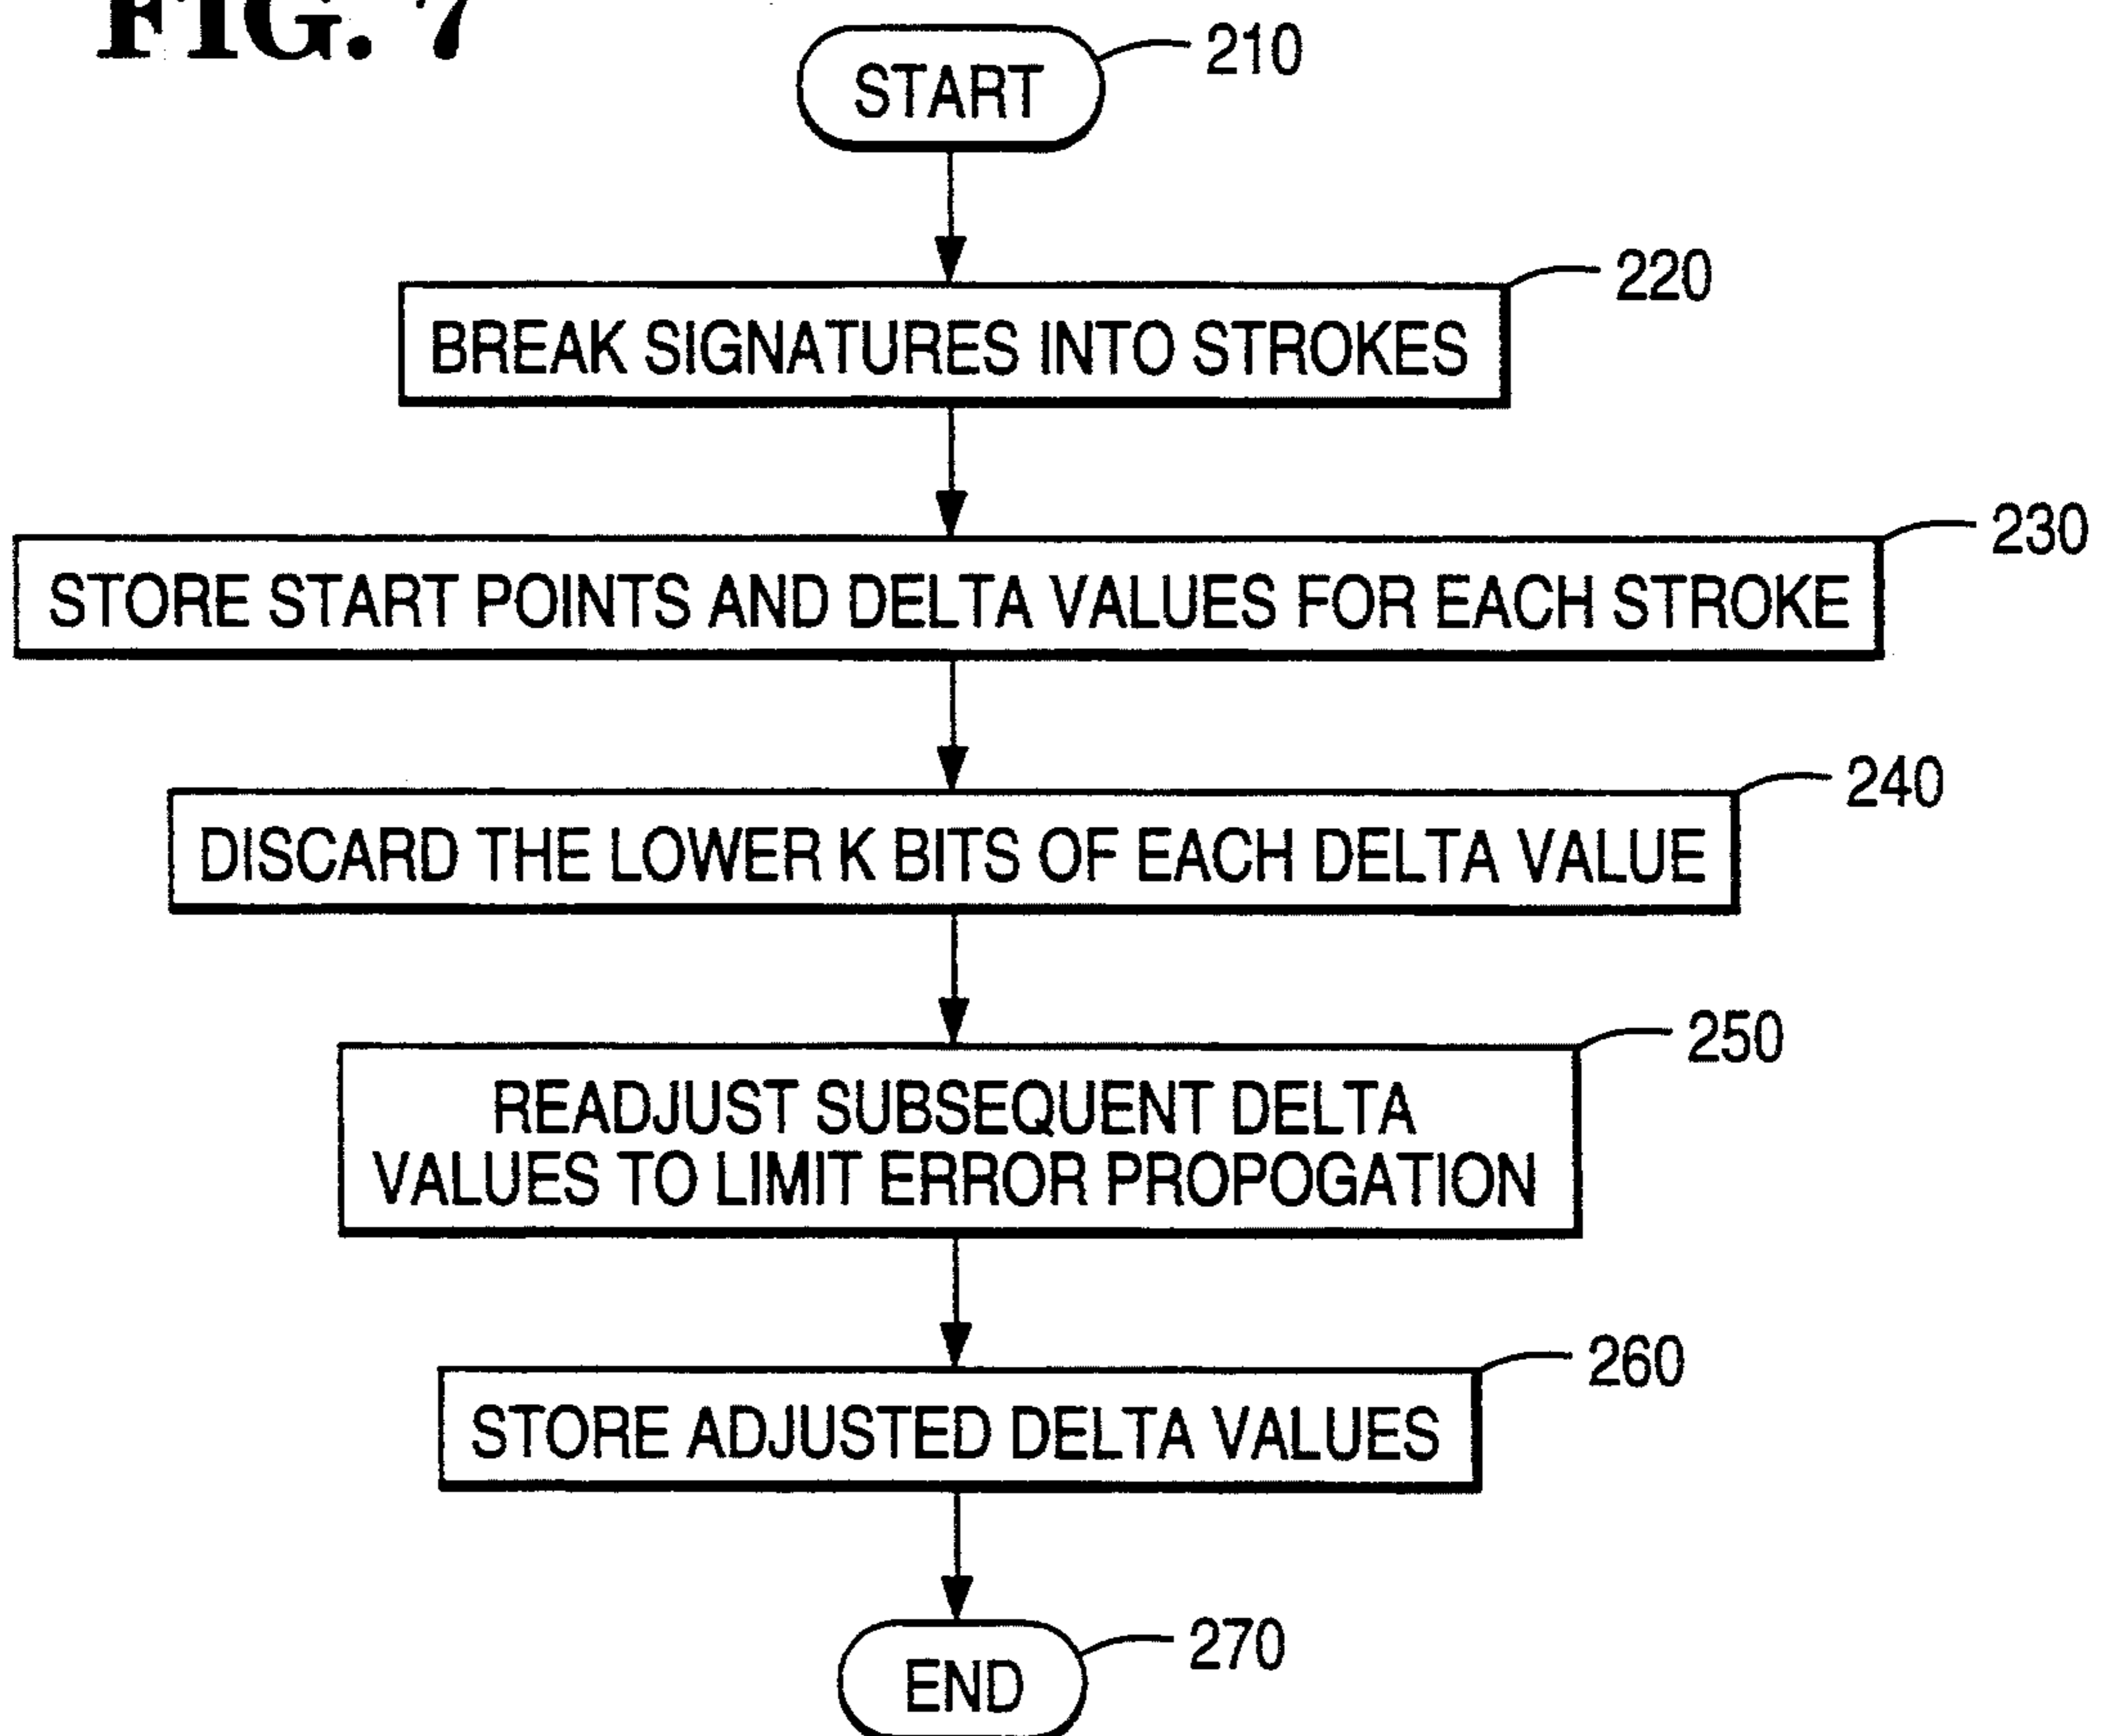 FIG. 7
START
210
BREAK SIGNATURES INTO STROKES
220
STORE START POINTS AND DELTA VALUES FOR EACH STROKE
230
DISCARD THE LOWER K BITS OF EACH DELTA VALUE
240
READJUST SUBSEQUENT DELTA
VALUES TO LIMIT ERROR PROPOGATION
250
STORE ADJUSTED DELTA VALUES
260
END
270